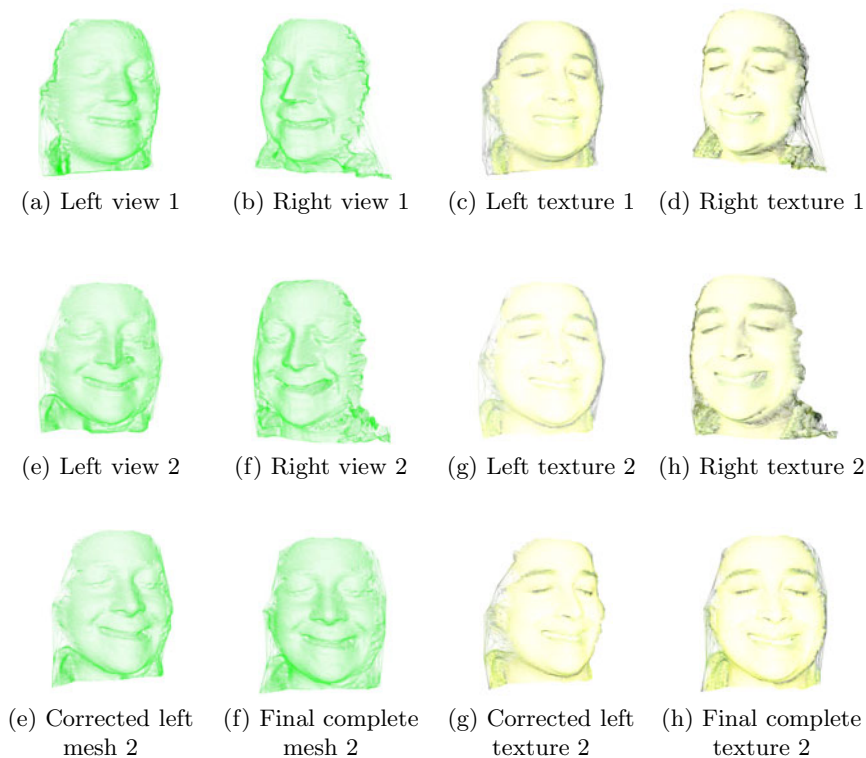 (a) Left view 1 (b) Right view 1 (c) Left texture 1 (d) Right texture 1
(e) Left view 2 (f) Right view 2 (g) Left texture 2 (h) Right texture 2
(e) Corrected left mesh 2
(f) Final complete mesh 2
(g) Corrected left texture 2
(h) Final complete texture 2